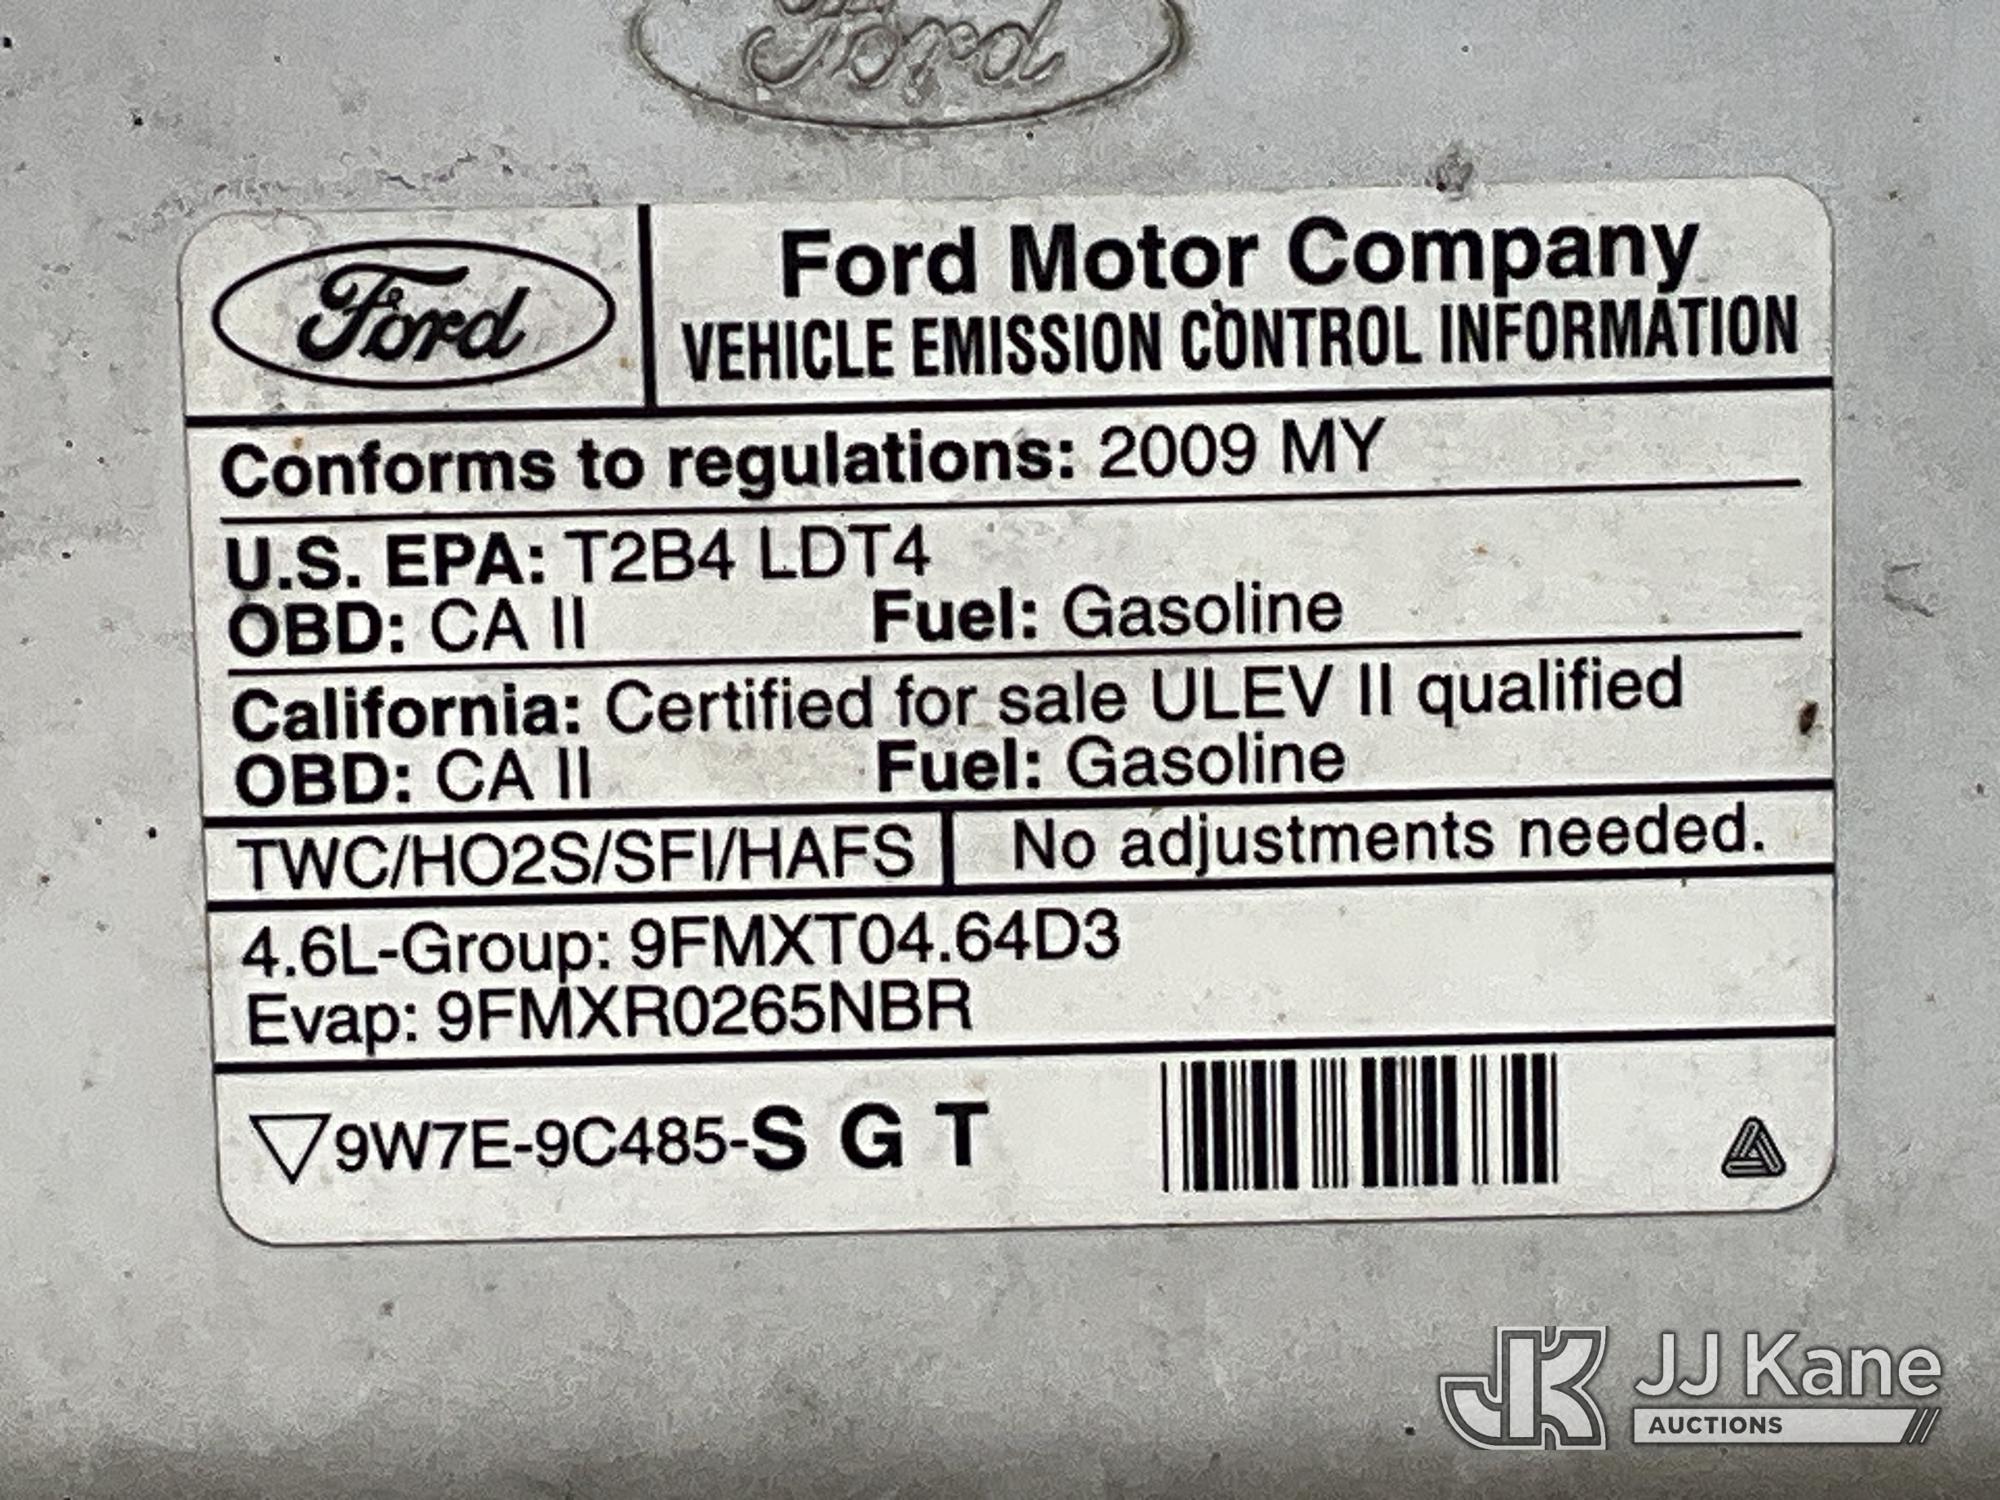 Ford
Ford
Ford Motor Company
VEHICLE EMISSION CONTROL INFORMATION
Conforms to regulations: 2009 MY
U.S. EPA: T2B4 LDT4
OBD: CA II Fuel: Gasoline
California: Certified for sale ULEV II qualified
OBD: CA II Fuel: Gasoline
TWC/HO2S/SFI/HAFS No adjustments needed.
4.6L-Group: 9FMXT04.64D3
Evap: 9FMXR0265NBR
9W7E-9C485-S G T
JK JJ Kane
AUCTIONS